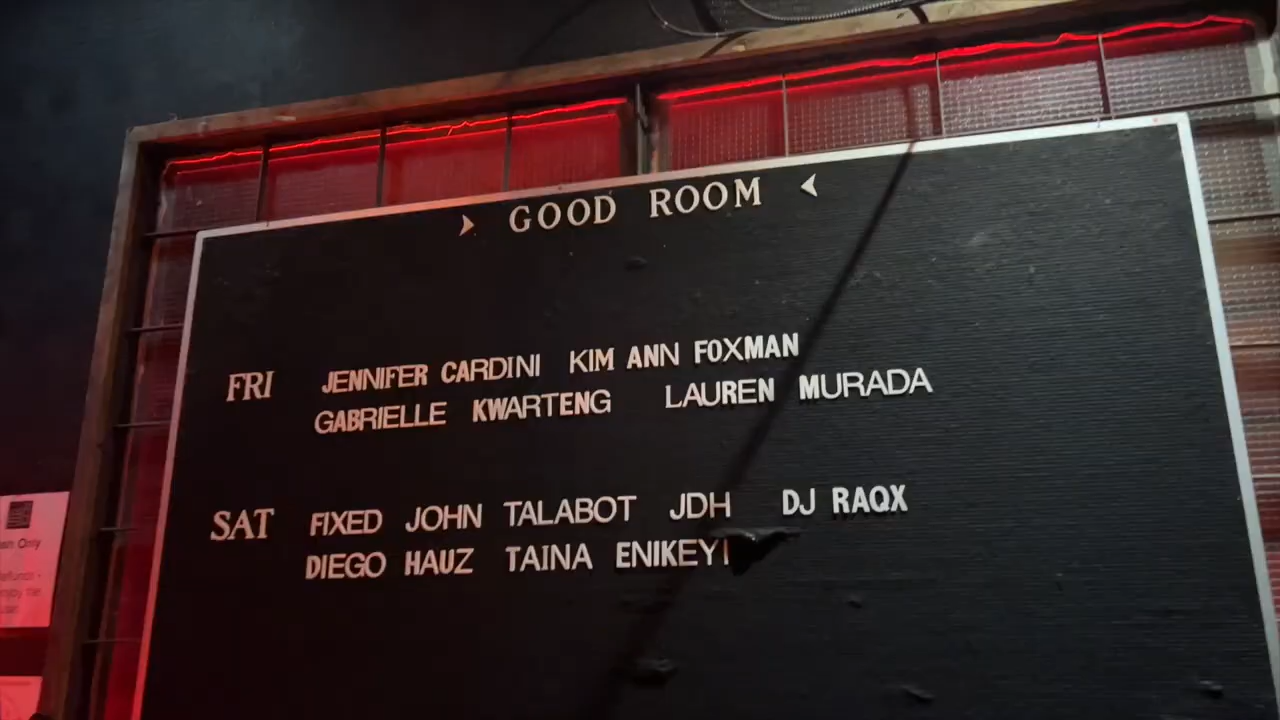 > GOOD ROOM <
FRI JENNIFER CARDINI KIM ANN FOXMAN
GABRIELLE KWARTENG LAUREN MURADA
SAT FIXED JOHN TALABOT JDH DJ RAQX
DIEGO HAUZ TAINA ENIKEYI
Only